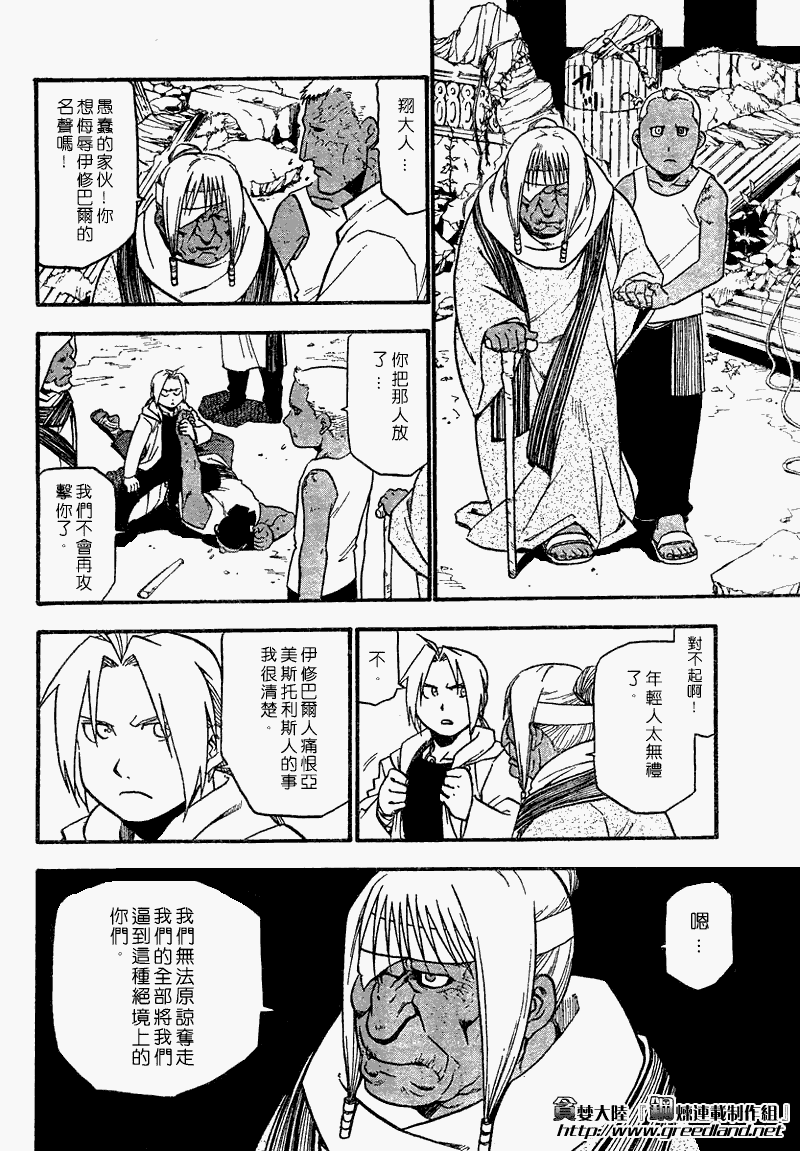 翔大人…
愚蠢的家伙！你
想侮辱伊修巴爾的
名聲嗎！
你把那人放
了…
我們不會再攻
擊你了。
對不起啊！
年輕人太無禮
了。
不。
伊修巴爾人痛恨亞
美斯托利斯人的事
我很清楚。
嗯…
我們無法原諒奪走
我們的全部將我們
逼到這種絕境上的
你們。
貪婪大陸『鋼煉連載制作組』
http://www.greedland.net